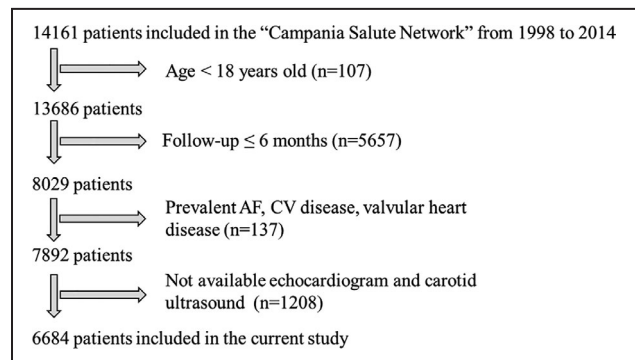 14161 patients included in the “Campania Salute Network” from 1998 to 2014
Age < 18 years old (n=107)
13686 patients
Follow-up ≤ 6 months (n=5657)
8029 patients
Prevalent AF, CV disease, valvular heart
disease (n=137)
7892 patients
Not available echocardiogram and carotid
ultrasound (n=1208)
6684 patients included in the current study